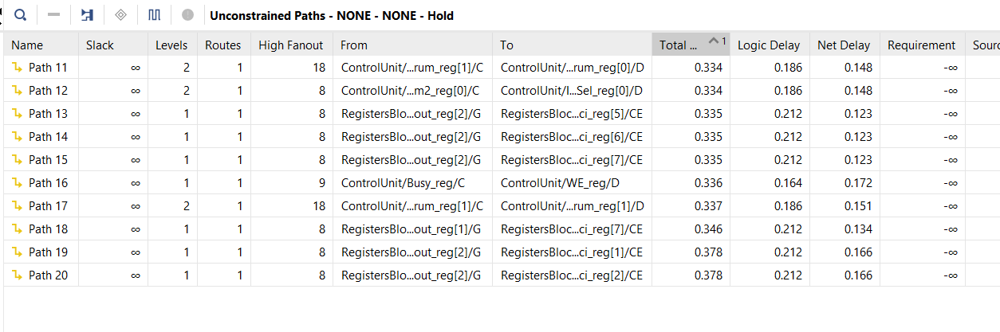 Unconstrained Paths - NONE - NONE - Hold
Name Slack Levels Routes High Fanout From To Total ... 1 Logic Delay Net Delay Requirement Sourc
Path 11 ∞ 2 1 18 ControlUnit/...rum_reg[1]/C ControlUnit/...rum_reg[0]/D 0.334 0.186 0.148 -∞
Path 12 ∞ 2 1 8 ControlUnit/...m2_reg[0]/C ControlUnit/I...Sel_reg[0]/D 0.334 0.186 0.148 -∞
Path 13 ∞ 1 1 8 RegistersBlo...out_reg[2]/G RegistersBloc...ci_reg[5]/CE 0.335 0.212 0.123 -∞
Path 14 ∞ 1 1 8 RegistersBlo...out_reg[2]/G RegistersBloc...ci_reg[6]/CE 0.335 0.212 0.123 -∞
Path 15 ∞ 1 1 8 RegistersBlo...out_reg[2]/G RegistersBloc...ci_reg[7]/CE 0.335 0.212 0.123 -∞
Path 16 ∞ 1 1 9 ControlUnit/Busy_reg/C ControlUnit/WE_reg/D 0.336 0.164 0.172 -∞
Path 17 ∞ 2 1 18 ControlUnit/...rum_reg[1]/C ControlUnit/...rum_reg[1]/D 0.337 0.186 0.151 -∞
Path 18 ∞ 1 1 8 RegistersBlo...out_reg[1]/G RegistersBloc...ci_reg[7]/CE 0.346 0.212 0.134 -∞
Path 19 ∞ 1 1 8 RegistersBlo...out_reg[2]/G RegistersBloc...ci_reg[1]/CE 0.378 0.212 0.166 -∞
Path 20 ∞ 1 1 8 RegistersBlo...out_reg[2]/G RegistersBloc...ci_reg[2]/CE 0.378 0.212 0.166 -∞